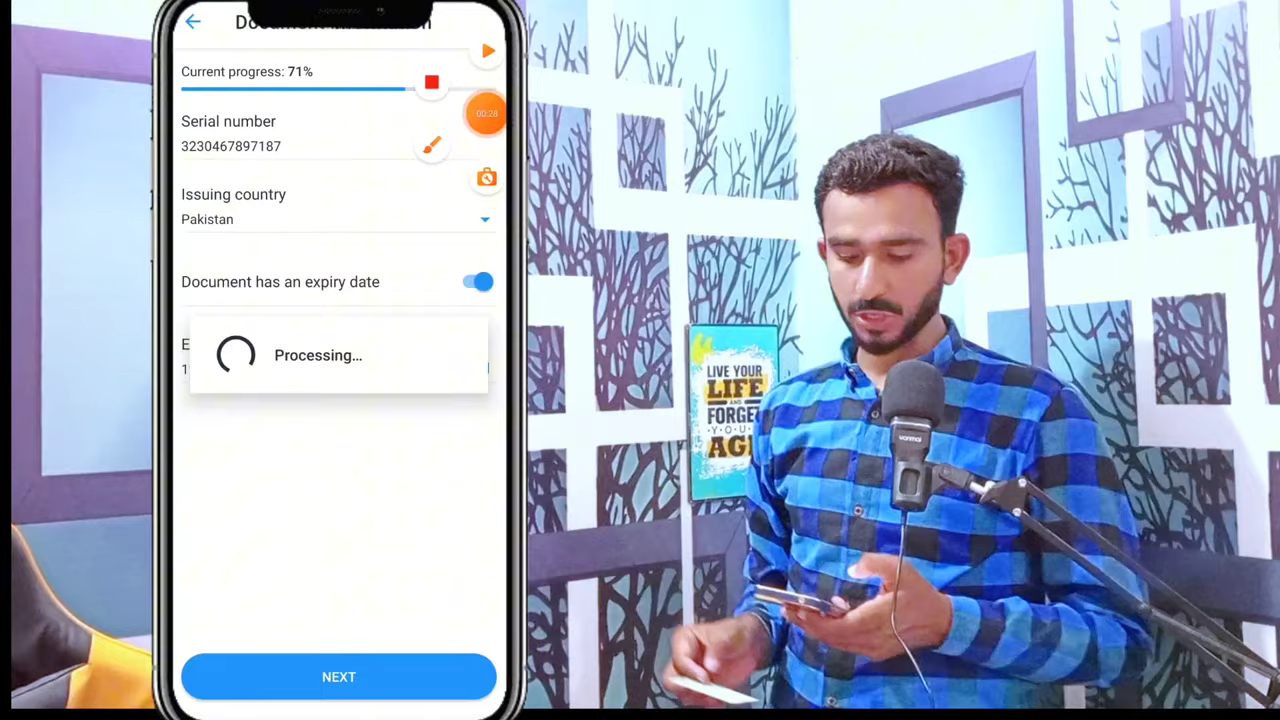 Current progress: 71%
00:28
Serial number
3230467897187
Issuing country
Pakistan
Document has an expiry date
Processing...
NEXT
LIVE YOUR
LIFE
AND
FORGET
YOUR
AGE
vonmai